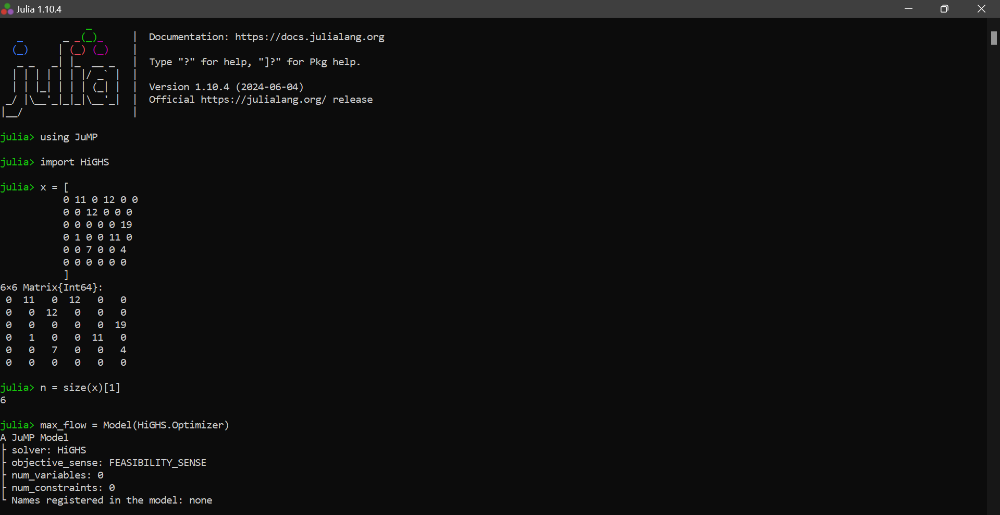 Julia 1.10.4
Documentation: https://docs.julialang.org
Type "?" for help, "]?" for Pkg help.
Version 1.10.4 (2024-06-04)
Official https://julialang.org/ release
julia> using JuMP
julia> import HiGHS
julia> x = [
0 11 0 12 0 0
0 0 12 0 0 0
0 0 0 0 0 19
0 1 0 0 11 0
0 0 7 0 0 4
0 0 0 0 0 0
]
6×6 Matrix{Int64}:
0 11 0 12 0 0
0 0 12 0 0 0
0 0 0 0 0 19
0 1 0 0 11 0
0 0 7 0 0 4
0 0 0 0 0 0
julia> n = size(x)[1]
6
julia> max_flow = Model(HiGHS.Optimizer)
A JuMP Model
├ solver: HiGHS
├ objective_sense: FEASIBILITY_SENSE
├ num_variables: 0
├ num_constraints: 0
└ Names registered in the model: none